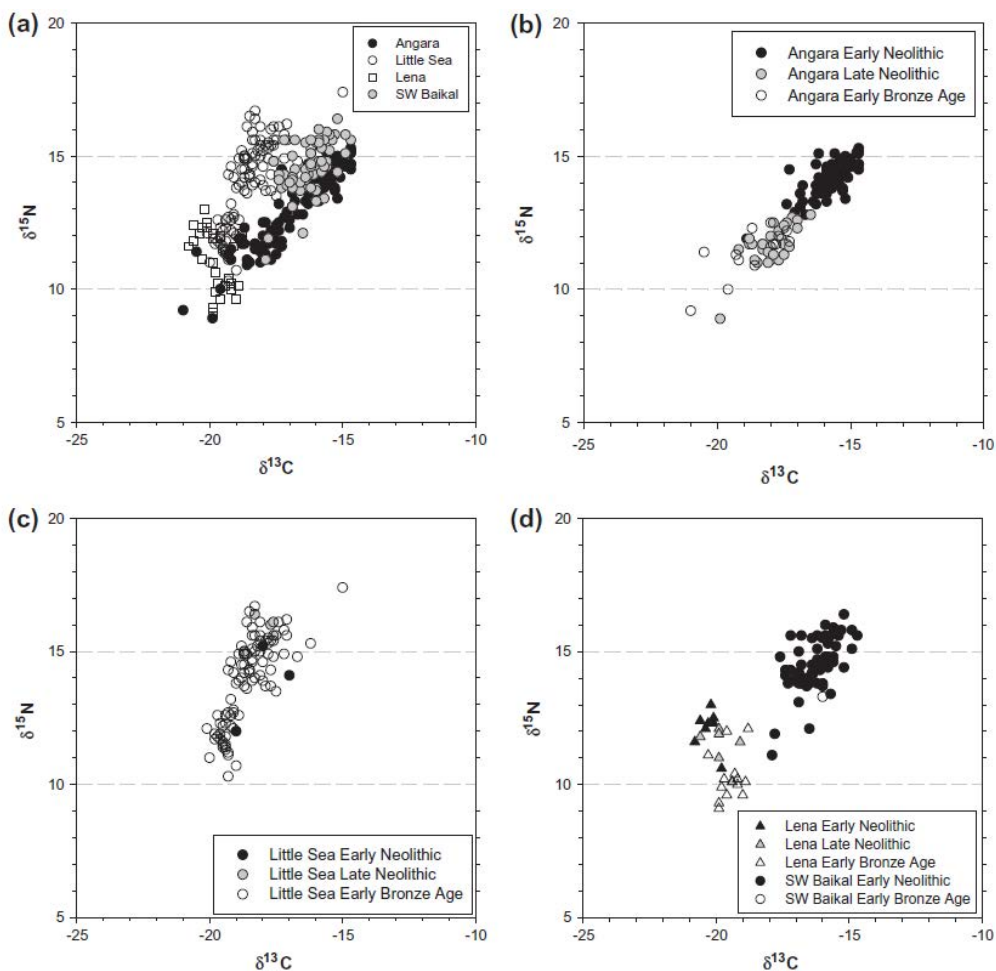 (a)
20
15
10
5
-25
-20
-15
-10
δ15N
δ13C
Angara
Little Sea
Lena
SW Baikal
(b)
20
15
10
5
-25
-20
-15
-10
δ15N
δ13C
Angara Early Neolithic
Angara Late Neolithic
Angara Early Bronze Age
(c)
20
15
10
5
-25
-20
-15
-10
δ15N
δ13C
Little Sea Early Neolithic
Little Sea Late Neolithic
Little Sea Early Bronze Age
(d)
20
15
10
5
-25
-20
-15
-10
δ15N
δ13C
Lena Early Neolithic
Lena Late Neolithic
Lena Early Bronze Age
SW Baikal Early Neolithic
SW Baikal Early Bronze Age